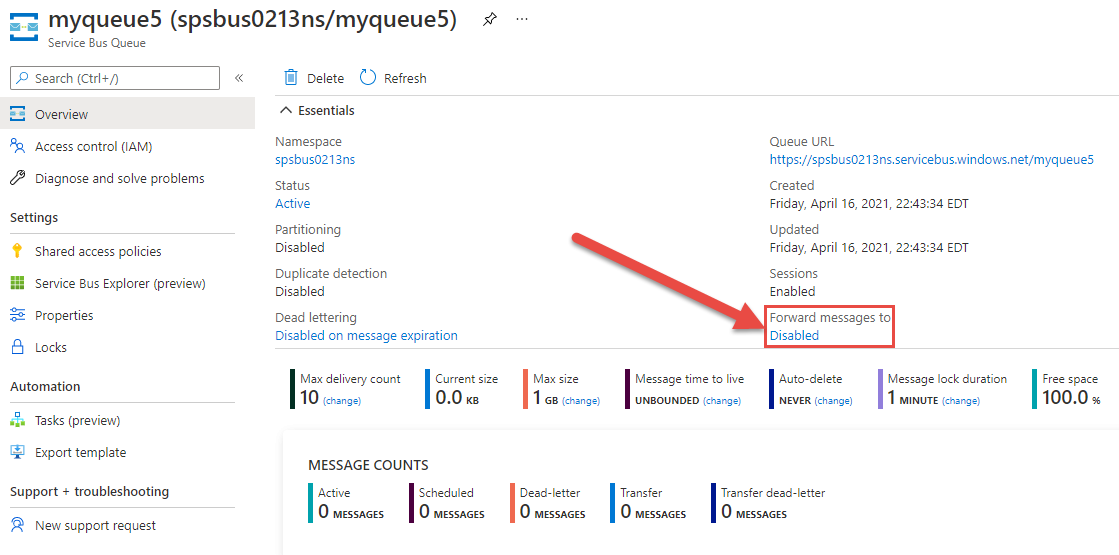 myqueue5 (spsbus0213ns/myqueue5)
Service Bus Queue
Search (Ctrl+/)
«
Overview
Access control (IAM)
Diagnose and solve problems
Settings
Shared access policies
Service Bus Explorer (preview)
Properties
Locks
Automation
Tasks (preview)
Export template
Support + troubleshooting
New support request
Delete Refresh
Essentials
Namespace
spsbus0213ns
Status
Active
Partitioning
Disabled
Duplicate detection
Disabled
Dead lettering
Disabled on message expiration
Queue URL
https://spsbus0213ns.servicebus.windows.net/myqueue5
Created
Friday, April 16, 2021, 22:43:34 EDT
Updated
Friday, April 16, 2021, 22:43:34 EDT
Sessions
Enabled
Forward messages to
Disabled
Max delivery count
10 (change)
Current size
0.0 KB
Max size
1 GB (change)
Message time to live
UNBOUNDED (change)
Auto-delete
NEVER (change)
Message lock duration
1 MINUTE (change)
Free space
100.0 %
MESSAGE COUNTS
Active
0 MESSAGES
Scheduled
0 MESSAGES
Dead-letter
0 MESSAGES
Transfer
0 MESSAGES
Transfer dead-letter
0 MESSAGES